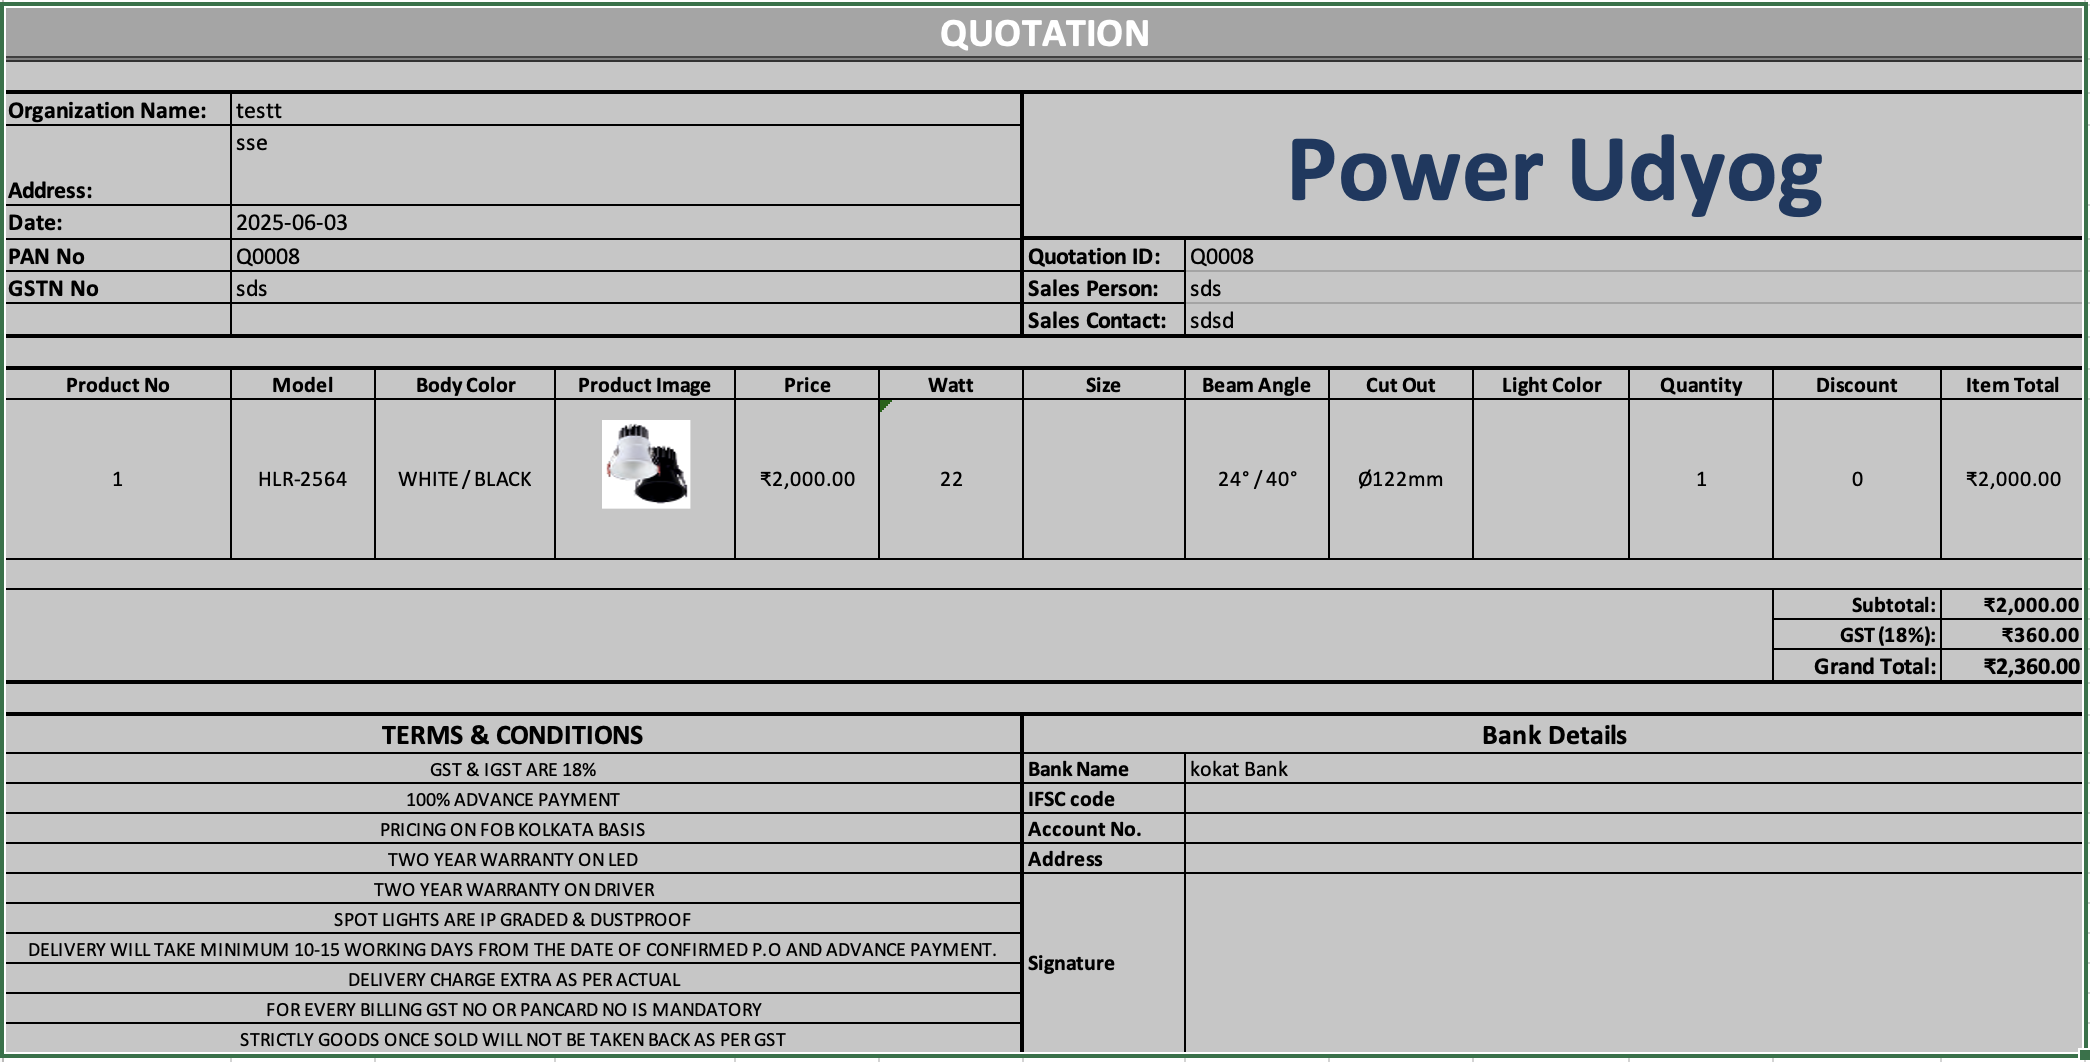 QUOTATION
Organization Name: testt
Power Udyog
Address: sse
Date: 2025-06-03
PAN No Q0008
Quotation ID: Q0008
GSTN No sds
Sales Person: sds
Sales Contact: sdsd
Product No Model Body Color Product Image Price Watt Size Beam Angle Cut Out Light Color Quantity Discount Item Total
1 HLR-2564 WHITE / BLACK ₹2,000.00 22 24° / 40° Ø122mm 1 0 ₹2,000.00
Subtotal: ₹2,000.00
GST (18%): ₹360.00
Grand Total: ₹2,360.00
TERMS & CONDITIONS
GST & IGST ARE 18%
100% ADVANCE PAYMENT
PRICING ON FOB KOLKATA BASIS
TWO YEAR WARRANTY ON LED
TWO YEAR WARRANTY ON DRIVER
SPOT LIGHTS ARE IP GRADED & DUSTPROOF
DELIVERY WILL TAKE MINIMUM 10-15 WORKING DAYS FROM THE DATE OF CONFIRMED P.O AND ADVANCE PAYMENT.
DELIVERY CHARGE EXTRA AS PER ACTUAL
FOR EVERY BILLING GST NO OR PANCARD NO IS MANDATORY
STRICTLY GOODS ONCE SOLD WILL NOT BE TAKEN BACK AS PER GST
Bank Details
Bank Name kokat Bank
IFSC code
Account No.
Address
Signature